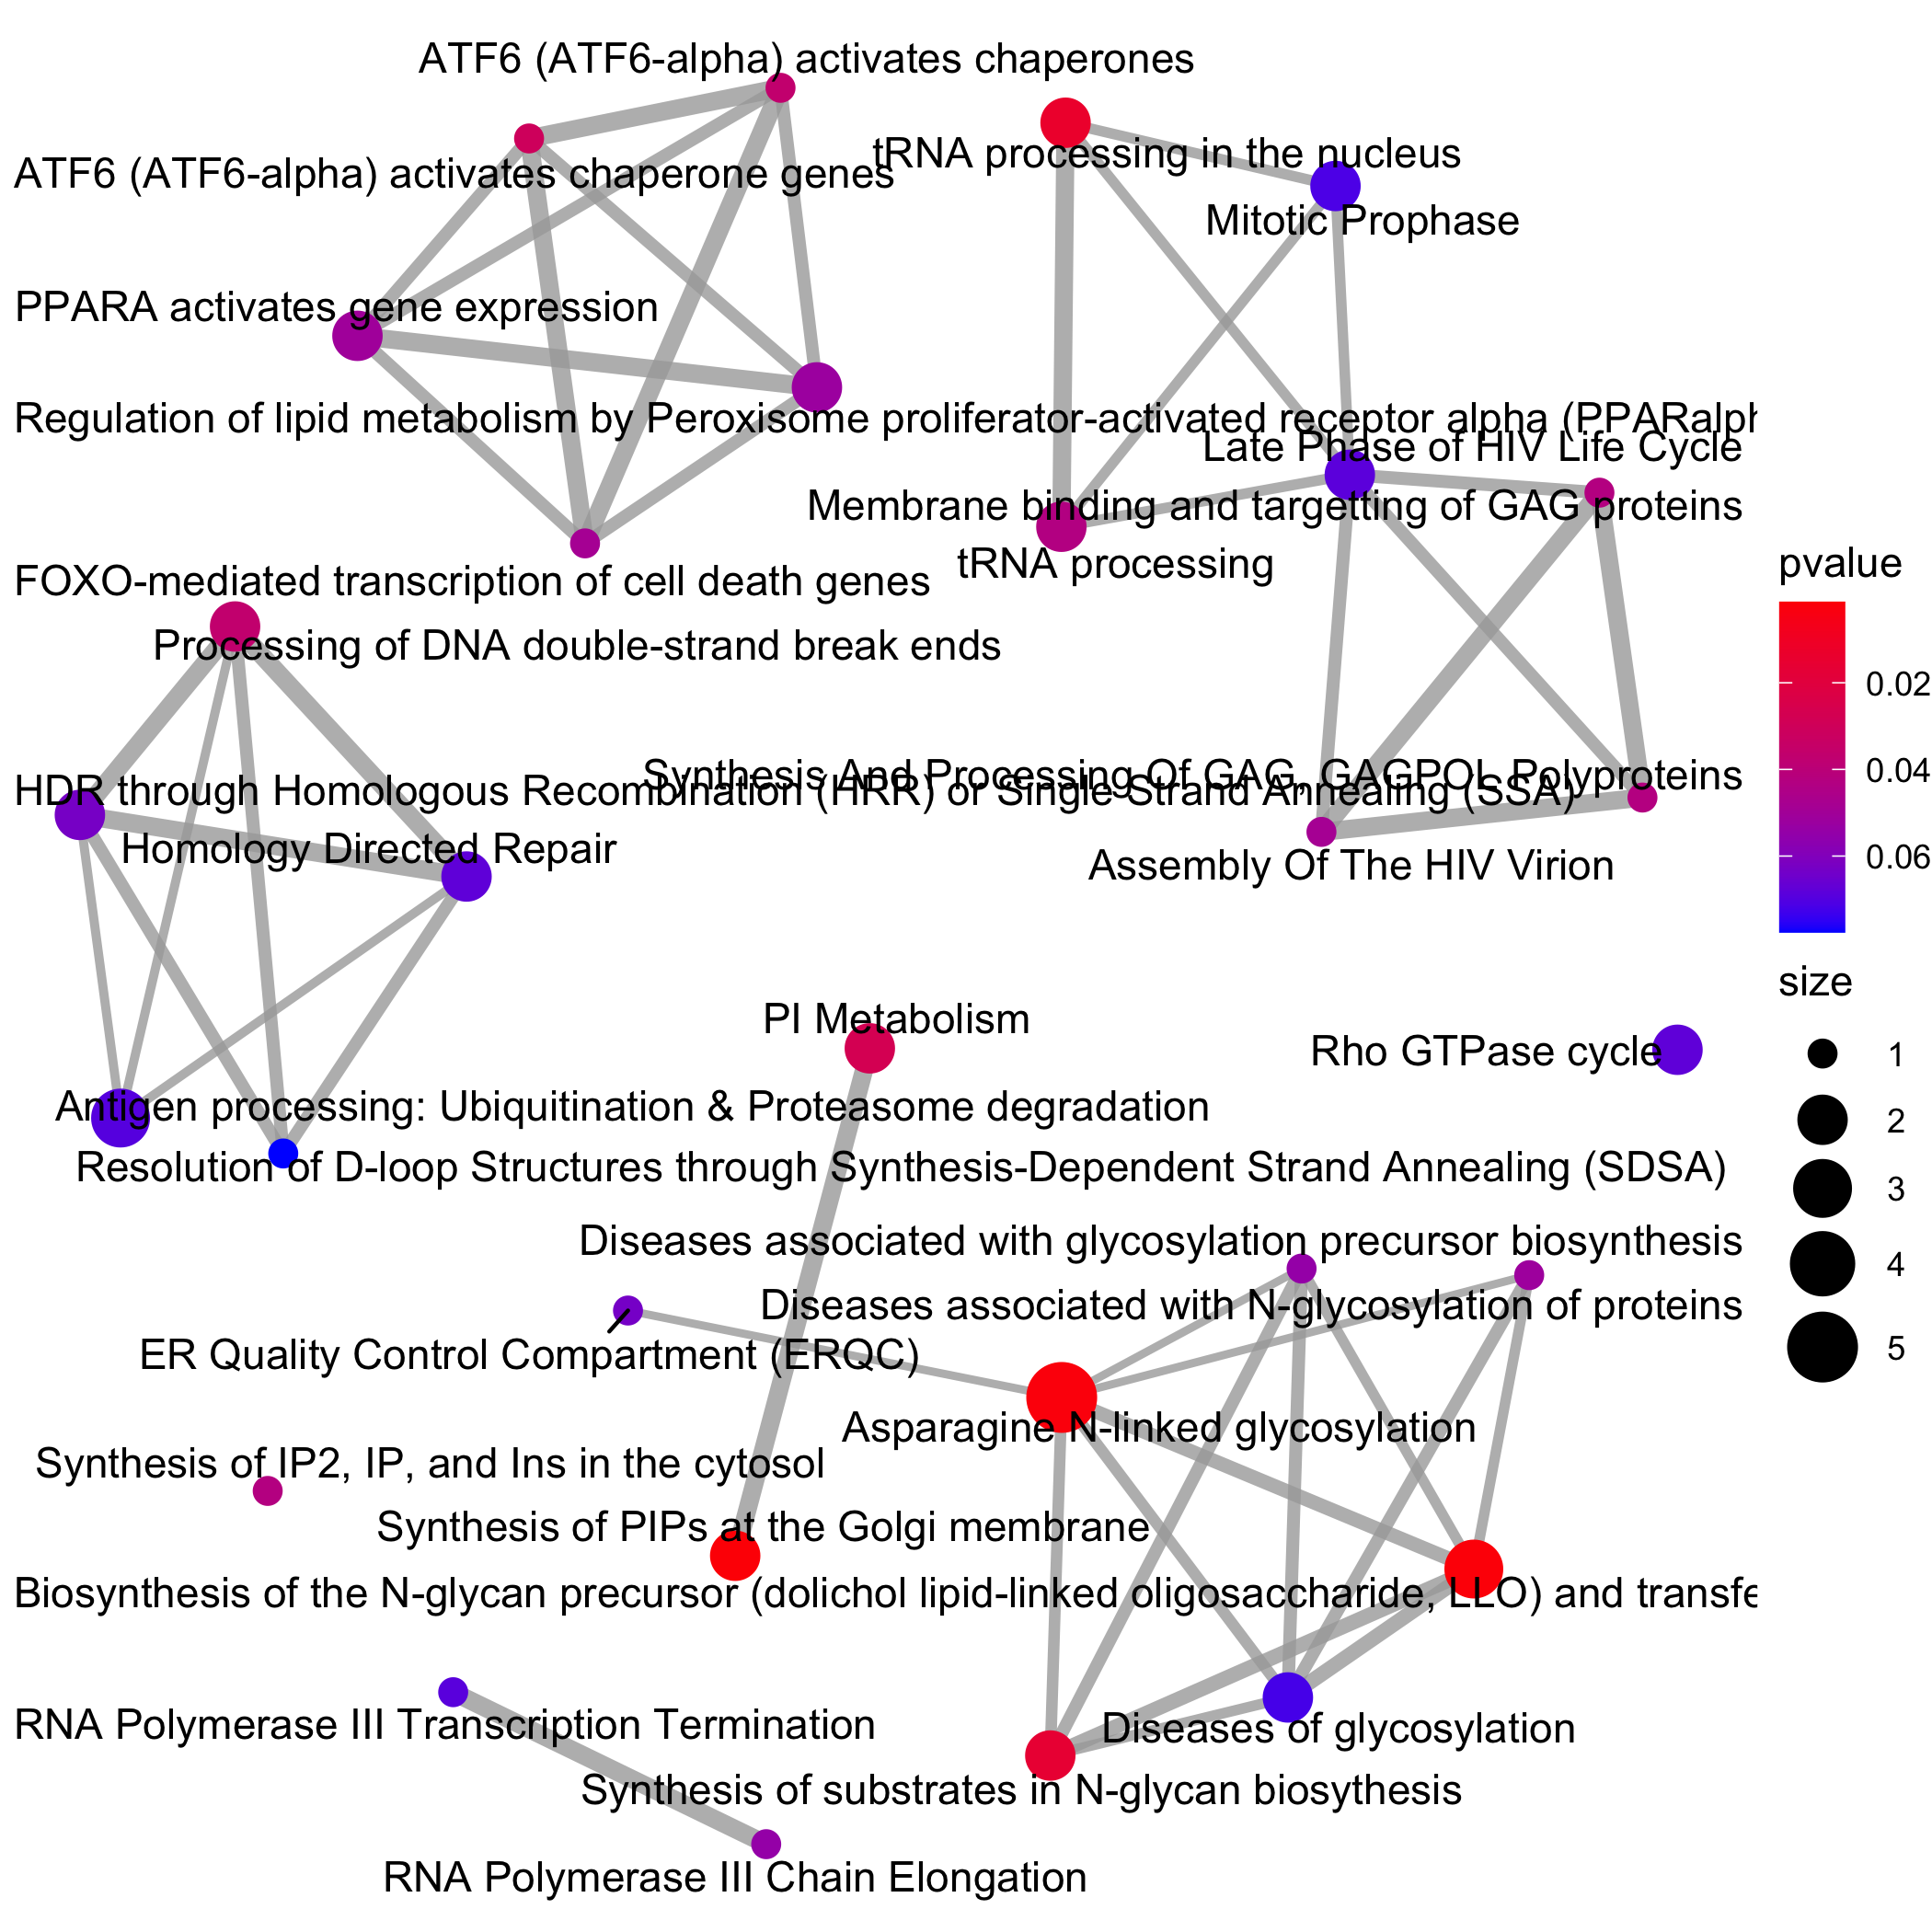 ATF6 (ATF6-alpha) activates chaperones
tRNA processing in the nucleus
ATF6 (ATF6-alpha) activates chaperone genes
Mitotic Prophase
PPARA activates gene expression
Regulation of lipid metabolism by Peroxisome proliferator-activated receptor alpha (PPARalph
Late Phase of HIV Life Cycle
Membrane binding and targetting of GAG proteins
tRNA processing
FOXO-mediated transcription of cell death genes
Processing of DNA double-strand break ends
Synthesis And Processing Of GAG, GAGPOL Polyproteins
HDR through Homologous Recombination (HRR) or Single Strand Annealing (SSA)
Homology Directed Repair
Assembly Of The HIV Virion
PI Metabolism
Rho GTPase cycle
Antigen processing: Ubiquitination & Proteasome degradation
Resolution of D-loop Structures through Synthesis-Dependent Strand Annealing (SDSA)
Diseases associated with glycosylation precursor biosynthesis
Diseases associated with N-glycosylation of proteins
ER Quality Control Compartment (ERQC)
Asparagine N-linked glycosylation
Synthesis of IP2, IP, and Ins in the cytosol
Synthesis of PIPs at the Golgi membrane
Biosynthesis of the N-glycan precursor (dolichol lipid-linked oligosaccharide, LLO) and transfe
RNA Polymerase III Transcription Termination
Diseases of glycosylation
Synthesis of substrates in N-glycan biosythesis
RNA Polymerase III Chain Elongation
pvalue
0.02
0.04
0.06
size
1
2
3
4
5